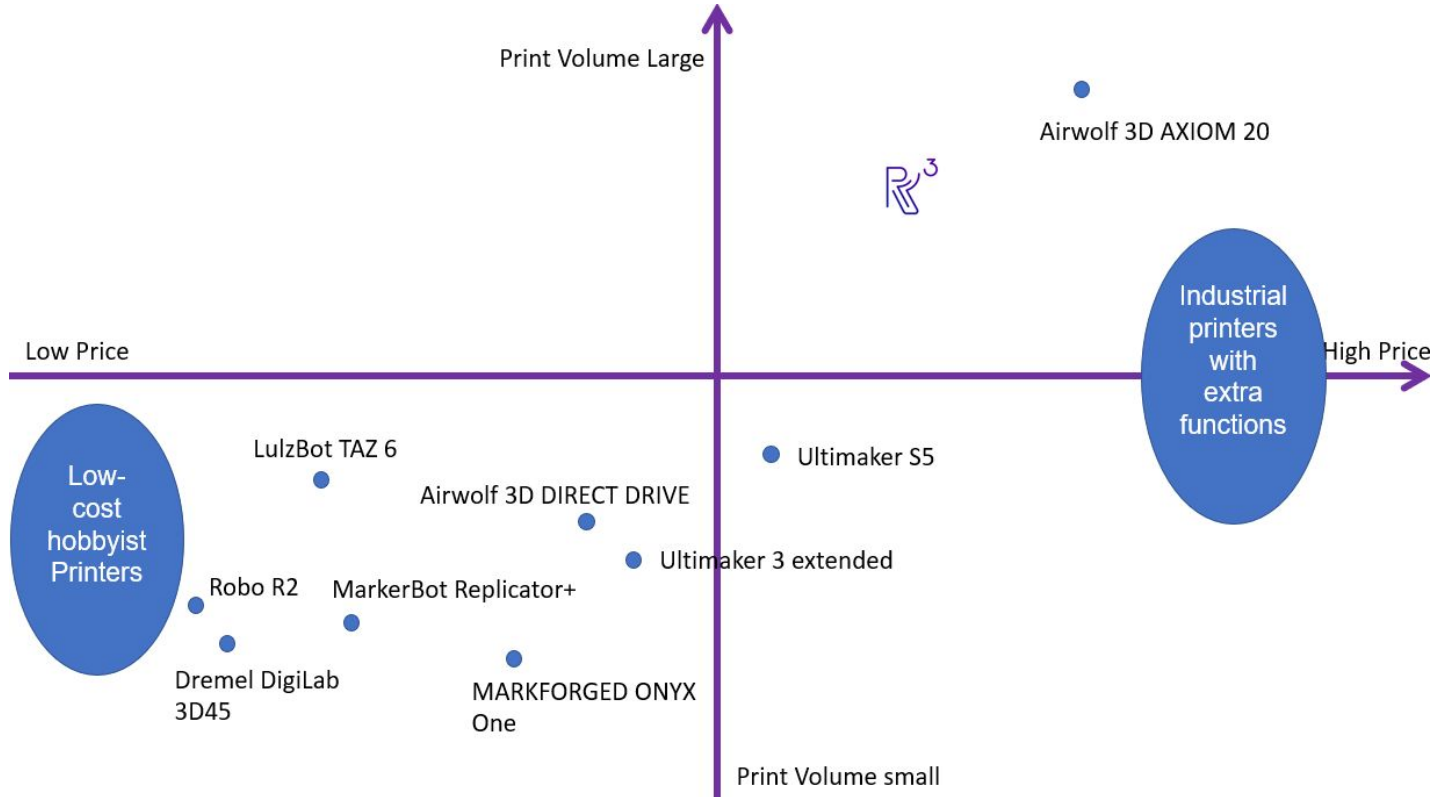 Print Volume Large
Airwolf 3D AXIOM 20
R3
Industrial
printers
with
extra
functions
Low Price
High Price
LulzBot TAZ 6
Ultimaker S5
Low-
cost
hobbyist
Printers
Airwolf 3D DIRECT DRIVE
Ultimaker 3 extended
Robo R2
MarkerBot Replicator+
Dremel DigiLab
3D45
MARKFORGED ONYX
One
Print Volume small